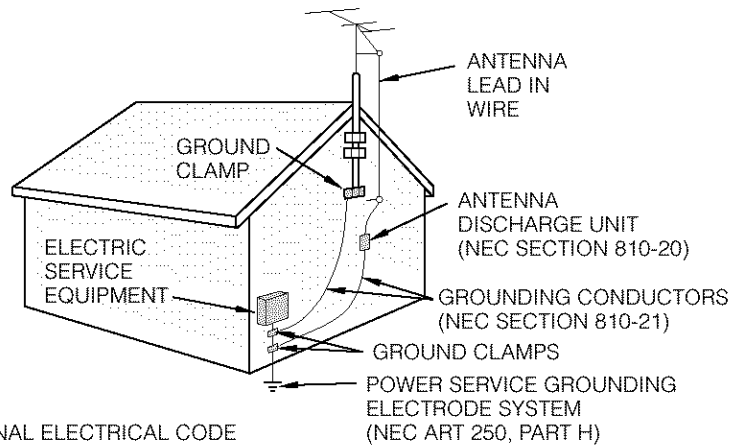 ANTENNA
LEAD IN
WIRE
GROUND
CLAMP
ANTENNA
DISCHARGE UNIT
(NEC SECTION 810-20)
ELECTRIC
SERVICE
EQUIPMENT
GROUNDING CONDUCTORS
(NEC SECTION 810-21)
GROUND CLAMPS
POWER SERVICE GROUNDING
ELECTRODE SYSTEM
(NEC ART 250, PART H)
NAL ELECTRICAL CODE